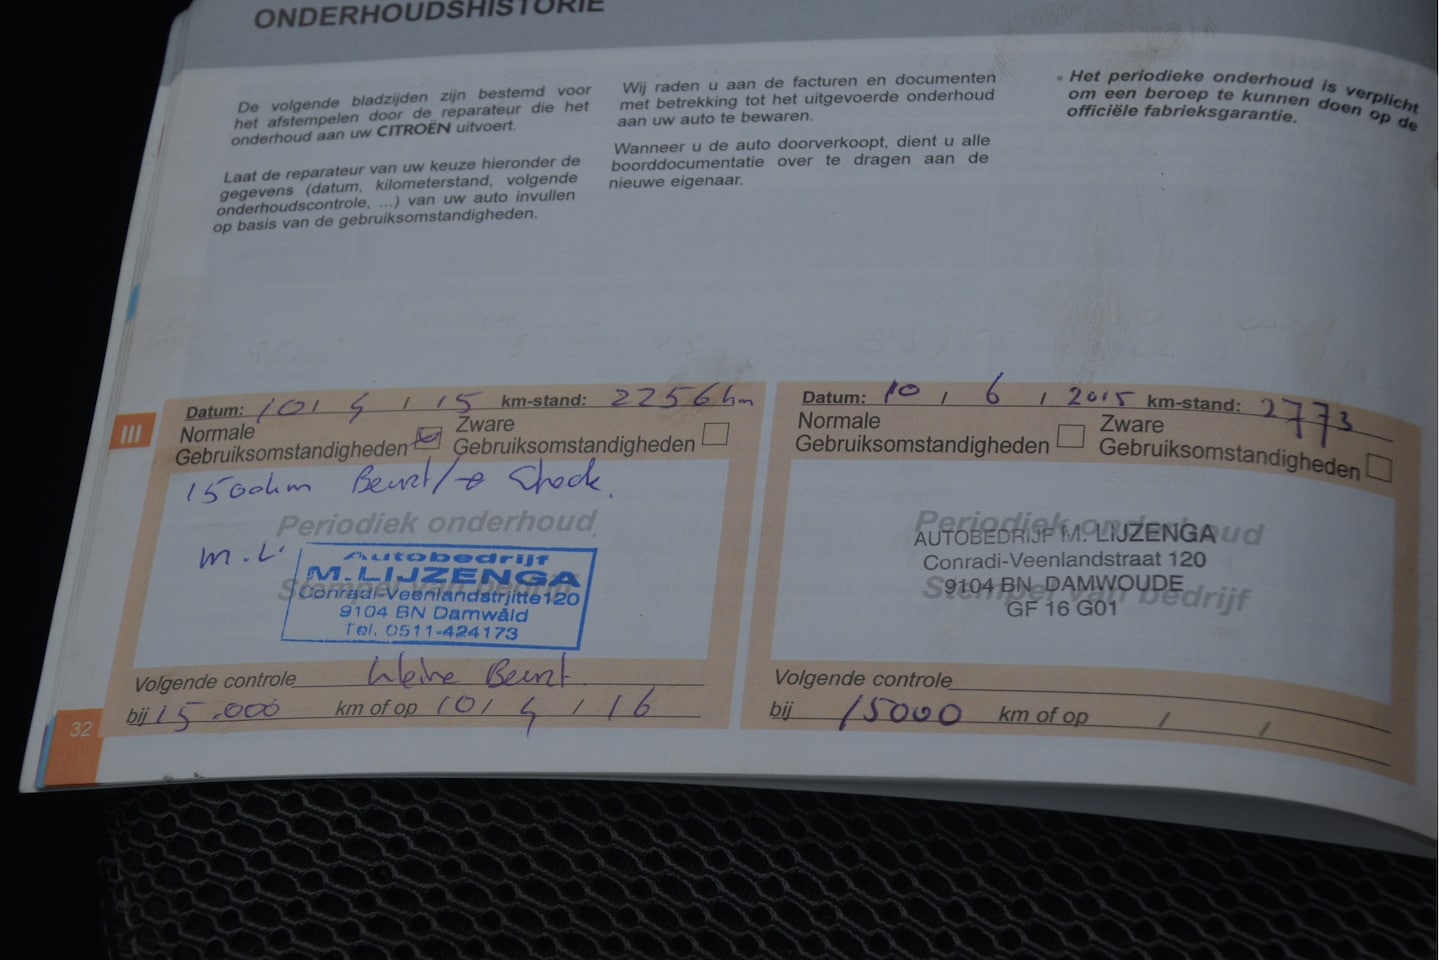 ONDERHOUDSHISTORIE
De volgende bladzijden zijn bestemd voor
het afstempelen door de reparateur die het
onderhoud aan uw CITROËN uitvoert.
Laat de reparateur van uw keuze hieronder de
gegevens (datum, kilometerstand, volgende
onderhoudscontrole, ...) van uw auto invullen
op basis van de gebruiksomstandigheden.
Wij raden u aan de facturen en documenten
met betrekking tot het uitgevoerde onderhoud
aan uw auto te bewaren.
Wanneer u de auto doorverkoopt, dient u alle
boorddocumentatie over te dragen aan de
nieuwe eigenaar.
• Het periodieke onderhoud is verplicht
om een beroep te kunnen doen op de
officiële fabrieksgarantie.
III
Datum: 10/ 4 / 15 km-stand: 2256 km
Normale
Gebruiksomstandigheden
Zware
Gebruiksomstandigheden
1500km Beurt/ Check.
Periodiek onderhoud
M.L.
Stempel van bedrijf
Autobedrijf
M.LIJZENGA
Conradi-Veenlandstrjitte 120
9104 BN Damwâld
Tel. 0511-424173
Volgende controle kleine Beurt
bij 15.000 km of op 10/ 4 / 16
Datum: 10 / 6 / 2015 km-stand: 2773
Normale
Gebruiksomstandigheden
Zware
Gebruiksomstandigheden
Periodiek onderhoud
Stempel van bedrijf
AUTOBEDRIJF M. LIJZENGA
Conradi-Veenlandstraat 120
9104 BN DAMWOUDE
GF 16 G01
Volgende controle
bij 15000 km of op / /
32